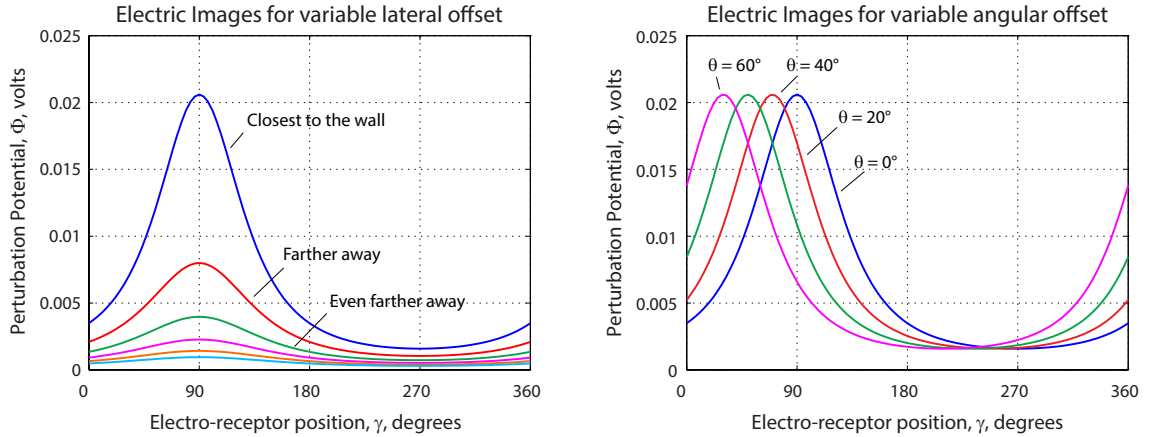 Electric Images for variable lateral offset
0.025
0.02
0.015
0.01
0.005
0
Perturbation Potential, Φ, volts
Closest to the wall
Farther away
Even farther away
0
90
180
270
360
Electro-receptor position, γ, degrees
Electric Images for variable angular offset
0.025
0.02
0.015
0.01
0.005
0
Perturbation Potential, Φ, volts
θ = 60°
θ = 40°
θ = 20°
θ = 0°
0
90
180
270
360
Electro-receptor position, γ, degrees